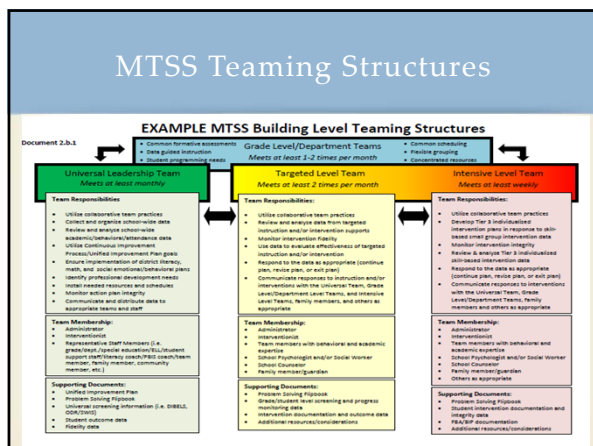 MTSS Teaming Structures
EXAMPLE MTSS Building Level Teaming Structures
Document 2.b.1
• Common formative assessments
• Data guided instruction
• Student programming needs
Grade Level/Department Teams
Meets at least 1-2 times per month
• Common scheduling
• Flexible grouping
• Concentrated resources
Universal Leadership Team
Meets at least monthly
Team Responsibilities
• Utilize collaborative team practices
• Collect and organize school-wide data
• Review and analyze school-wide
academic/behavioral/attendance data
• Utilize Continuous Improvement
Process/Unified Improvement Plan goals
• Ensure implementation of district literacy,
math, and social emotional/behavioral plans
• Identify professional development needs
• Install needed resources and schedules
• Monitor action plan integrity
• Communicate and distribute data to
appropriate teams and staff
Team Membership:
• Administrator
• Interventionist
• Representative Staff Members (i.e.
grade/dept./special education/ELL/student
support staff/literacy coach/PBIS coach/team
member, family member, community
member, etc.)
Supporting Documents:
• Unified Improvement Plan
• Problem Solving Flipbook
• Universal screening information (i.e. DIBELS,
ODR/SWIS)
• Student outcome data
• Fidelity data
Targeted Level Team
Meets at least 2 times per month
Team Responsibilities:
• Utilize collaborative team practices
• Review and analyze data from targeted
instruction and/or intervention supports
• Monitor intervention fidelity
• Use data to evaluate effectiveness of targeted
instruction and/or intervention
• Respond to the data as appropriate (continue
plan, revise plan, or exit plan)
• Communicate responses to instruction and/or
interventions with the Universal Team, Grade
Level/Department Level Teams, and Intensive
Level Teams, family members, and others as
appropriate
Team Membership:
• Administrator
• Interventionist
• Team members with behavioral and academic
expertise
• School Psychologist and/or Social Worker
• School Counselor
• Family member/guardian
Supporting Documents:
• Problem Solving Flipbook
• Grade/student level screening and progress
monitoring data
• Intervention documentation and outcome data
• Additional resources/considerations
Intensive Level Team
Meets at least weekly
Team Responsibilities:
• Utilize collaborative team practices
• Develop Tier 3 individualized
intervention plans in response to skill-
based small group intervention data
• Monitor intervention integrity
• Review & analyze Tier 3 individualized
skill-based intervention data
• Respond to the data as appropriate
(continue plan, revise plan, or exit plan)
• Communicate responses to interventions
with the Universal Team, Grade
Level/Department Teams, family members
and others as appropriate
Team Membership:
• Administrator
• Interventionist
• Team members with behavioral and
academic expertise
• School Psychologist and/or Social Worker
• School Counselor
• Family member/guardian
• Others as appropriate
Supporting Documents:
• Problem Solving Flipbook
• Student intervention documentation and
integrity data
• FBA/BIP documentation
• Additional resources/considerations